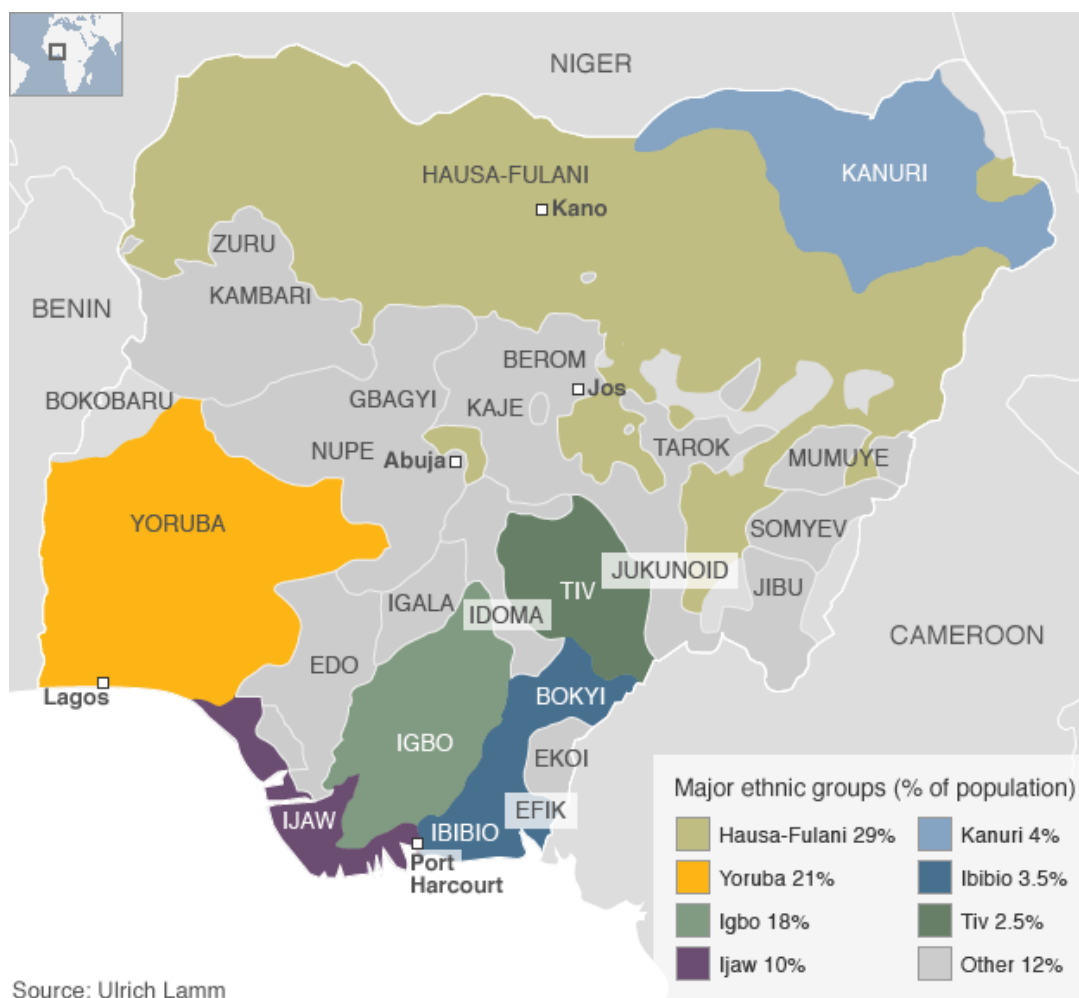 NIGER
HAUSA-FULANI
KANURI
Kano
ZURU
KAMBARI
BENIN
BEROM
Jos
BOKOBARU
GBAGYI
KAJE
NUPE
Abuja
TAROK
MUMUYE
YORUBA
SOMYEV
JUKUNOID
TIV
JIBU
IGALA
IDOMA
CAMEROON
EDO
Lagos
BOKYI
IGBO
EKOI
EFIK
IJAW
IBIBIO
Port
Harcourt
Major ethnic groups (% of population)
Hausa-Fulani 29%
Kanuri 4%
Yoruba 21%
Ibibio 3.5%
Igbo 18%
Tiv 2.5%
Ijaw 10%
Other 12%
Source: Ulrich Lamm